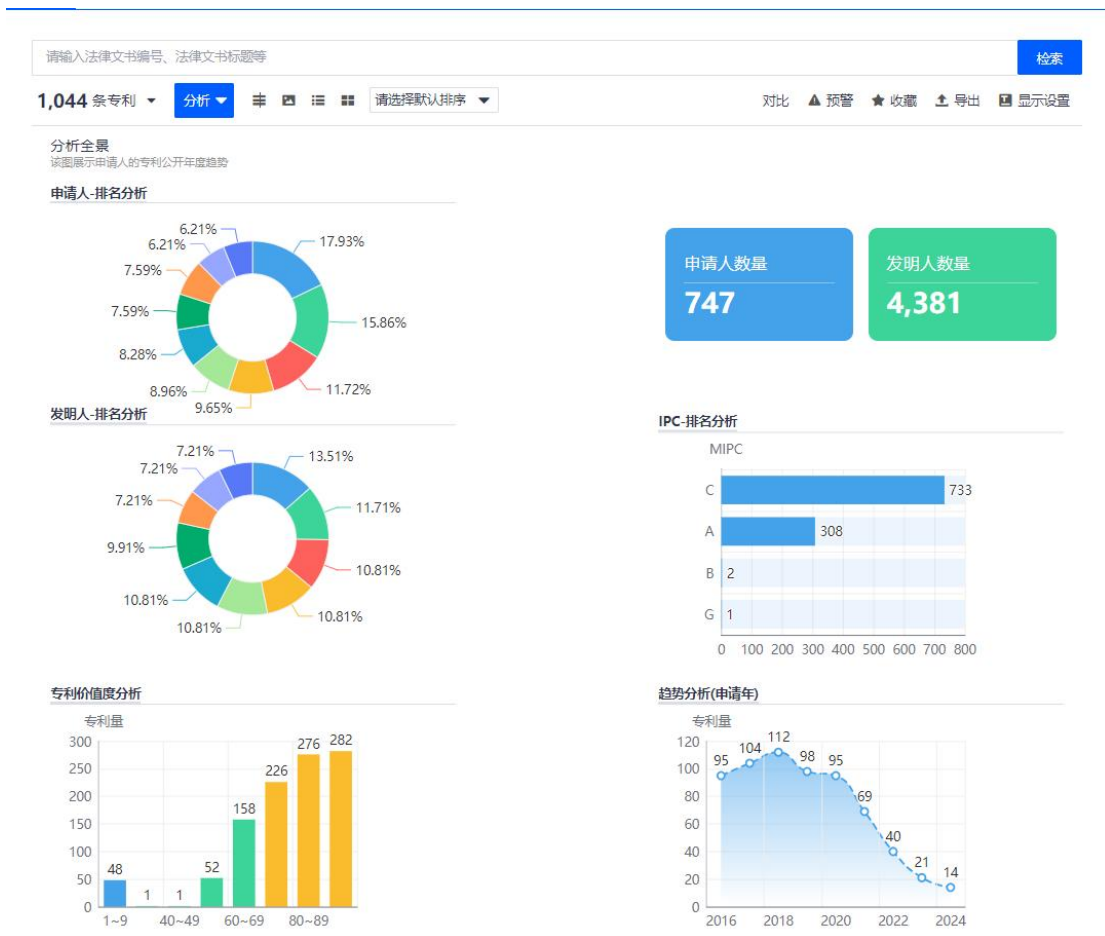 请输入法律文书编号、法律文书标题等
检索
1,044 条专利
分析
请选择默认排序
对比
预警
收藏
导出
显示设置
分析全景
该图展示申请人的专利公开年度趋势
申请人-排名分析
6.21%
17.93%
6.21%
7.59%
7.59%
15.86%
8.28%
8.96%
11.72%
9.65%
申请人数量
747
发明人数量
4,381
发明人-排名分析
7.21%
13.51%
7.21%
7.21%
11.71%
9.91%
10.81%
10.81%
10.81%
10.81%
IPC-排名分析
MIPC
C
733
A
308
B
2
G
1
0 100 200 300 400 500 600 700 800
专利价值度分析
专利量
300
250
200
150
100
50
0
48
1
1
52
158
226
276
282
1~9 40~49 60~69 80~89
趋势分析(申请年)
专利量
120
100
80
60
40
20
0
95
104
112
98
95
69
40
21
14
2016 2018 2020 2022 2024